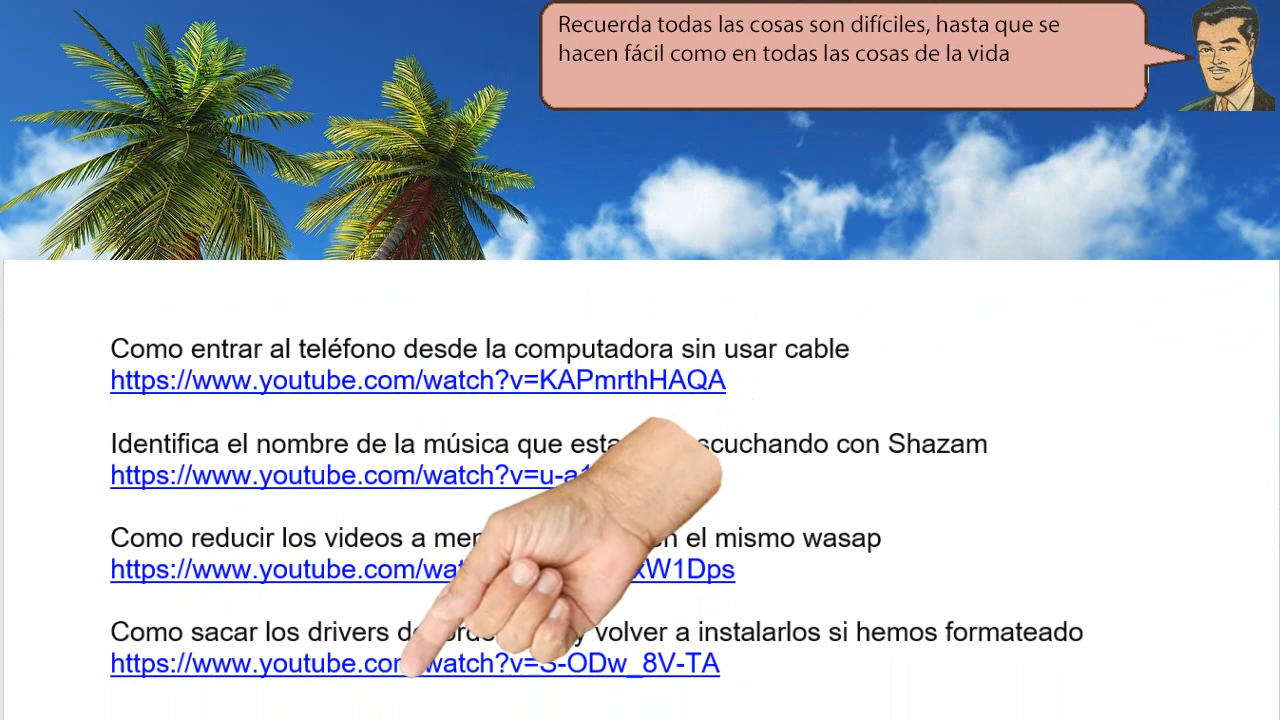 Recuerda todas las cosas son difíciles, hasta que se
hacen fácil como en todas las cosas de la vida
Como entrar al teléfono desde la computadora sin usar cable
https://www.youtube.com/watch?v=KAPmrthHAQA
Identifica el nombre de la música que con Shazam
https://www.youtube.com/watch?v=u-a
Como reducir los videos a el mismo wasap
https://www.youtube.com/wat xW1Dps
Como sacar los drivers y volver a instalarlos si hemos formateado
https://www.youtube.com/watch?v=S-ODw_8V-TA